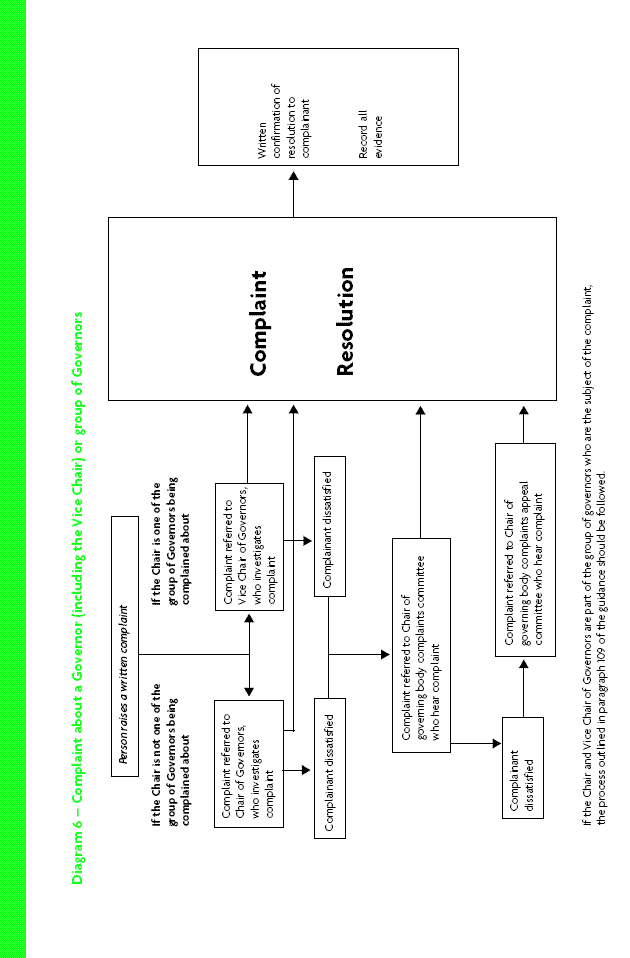 Diagram 6 – Complaint about a Governor (including the Vice Chair) or group of Governors
Person raises a written complaint
If the Chair is not one of the
group of Governors being
complained about
If the Chair is one of the
group of Governors being
complained about
Complaint referred to
Chair of Governors,
who investigates
complaint
Complaint referred to
Vice Chair of Governors,
who investigates
complaint
Complainant dissatisfied
Complainant dissatisfied
Complaint referred to Chair of
governing body complaints committee
who hear complaint
Complainant
dissatisfied
Complaint referred to Chair of
governing body complaints appeal
committee who hear complaint
Complaint
Resolution
Written
confirmation of
resolution to
complainant
Record all
evidence
If the Chair and Vice Chair of Governors are part of the group of governors who are the subject of the complaint,
the process outlined in paragraph 109 of the guidance should be followed.